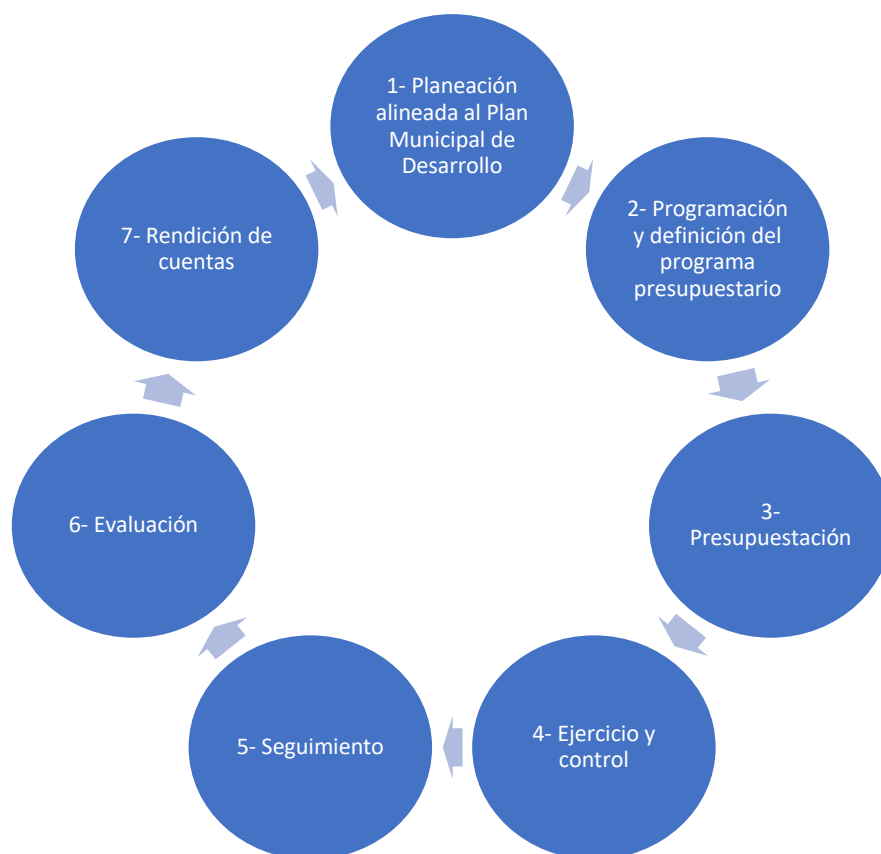 1- Planeación
alineada al Plan
Municipal de
Desarrollo
2- Programación
y definición del
programa
presupuestario
3-
Presupuestación
4- Ejercicio y
control
5- Seguimiento
6- Evaluación
7- Rendición de
cuentas